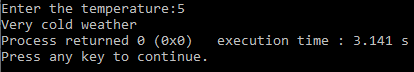 Enter the temperature:5
Very cold weather
Process returned 0 (0x0)   execution time : 3.141 s
Press any key to continue.